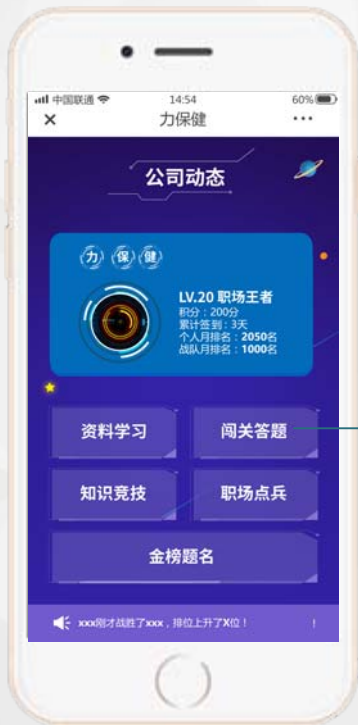 中国联通 14:54 60%
× 力保健 ...
公司动态
力 保 健
LV.20 职场王者
积分：200分
累计签到：3天
个人月排名：2050名
战队月排名：1000名
资料学习 闯关答题
知识竞技 职场点兵
金榜题名
xxx刚才战胜了xxx，排位上升了X位！ ！